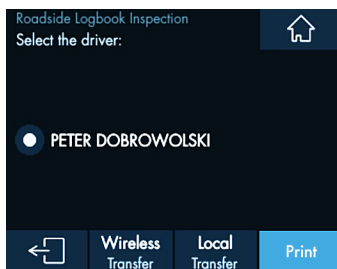 Roadside Logbook Inspection
Select the driver:
PETER DOBROWOLSKI
Wireless
Transfer
Local
Transfer
Print